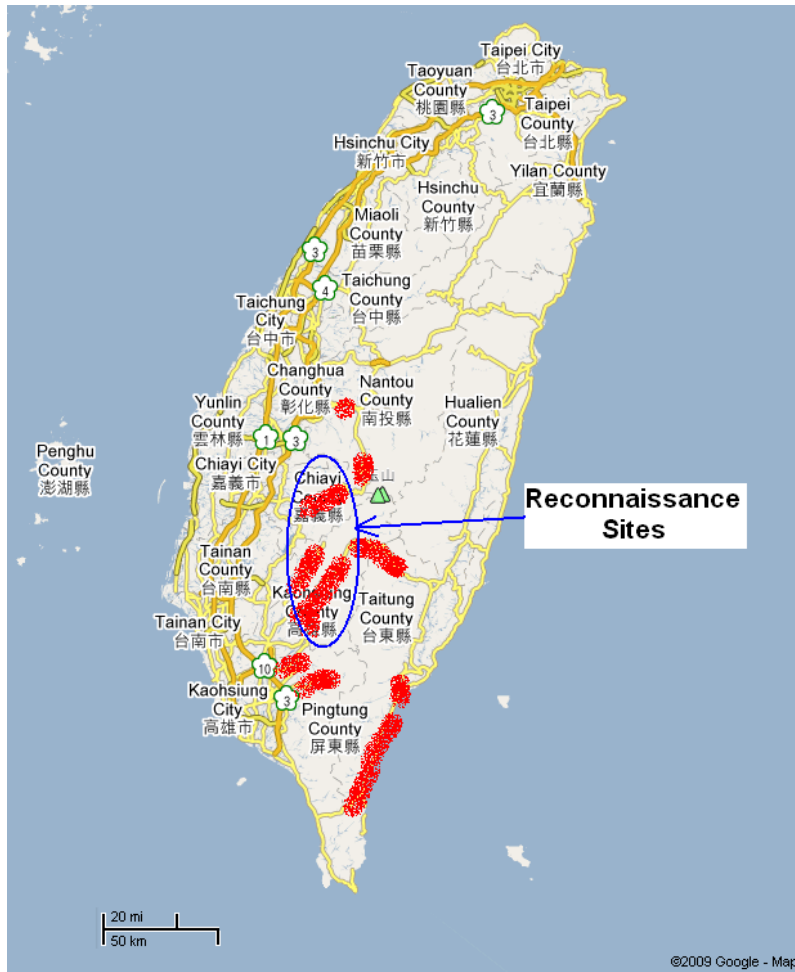 Taipei City
台北市
Taoyuan
County
桃園縣
3
Taipei
County
台北縣
Hsinchu City
新竹市
Yilan County
宜蘭縣
Hsinchu
County
新竹縣
Miaoli
County
苗栗縣
3
4
Taichung
County
台中縣
Taichung
City
台中市
Changhua
County
彰化縣
Nantou
County
南投縣
Hualien
County
花蓮縣
Yunlin
County
雲林縣
1
3
Penghu
County
澎湖縣
Chiayi City
嘉義市
Chiayi
嘉義縣
玉山
Reconnaissance
Sites
Tainan
County
台南縣
Taitung
County
台東縣
Tainan City
台南市
10
3
Kaohsiung
City
高雄市
Pingtung
County
屏東縣
20 mi
50 km
©2009 Google - Map